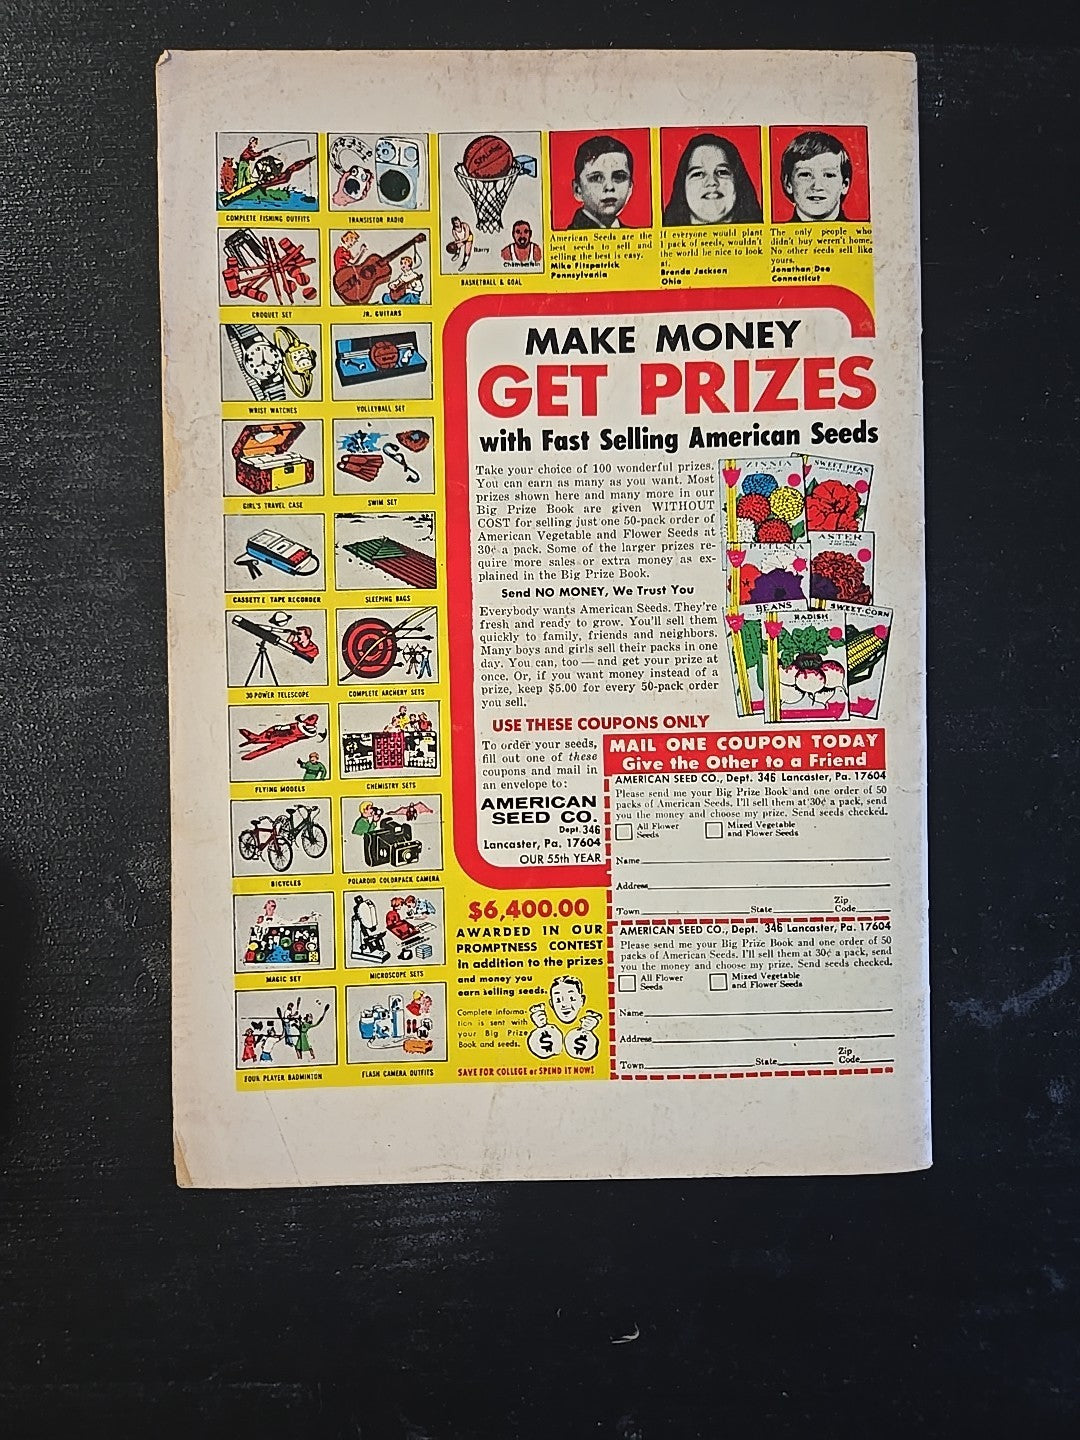 COMPLETE FISHING OUTFITS
TRANSISTOR RADIO
CROQUET SET
JR. GUITARS
WRIST WATCHES
VOLLEYBALL SET
GIRL'S TRAVEL CASE
SWIM SET
CASSETTE TAPE RECORDER
SLEEPING BAGS
30-POWER TELESCOPE
COMPLETE ARCHERY SETS
FLYING MODELS
CHEMISTRY SETS
BICYCLES
POLAROID COLORPACK CAMERA
MAGIC SET
MICROSCOPE SETS
FOUR PLAYER BADMINTON
FLASH CAMERA OUTFITS
SPALDING
Barry
Chamberlain
BASKETBALL & GOAL
American Seeds are the
best seeds to sell and
selling the best is easy.
Mike Fitzpatrick
Pennsylvania
If everyone would plant
1 pack of seeds, wouldn't
the world be nice to look
at.
Brenda Jackson
Ohio
The only people who
didn't buy weren't home.
No other seeds sell like
yours.
Jonathan Dee
Connecticut
MAKE MONEY
GET PRIZES
with Fast Selling American Seeds
Take your choice of 100 wonderful prizes.
You can earn as many as you want. Most
prizes shown here and many more in our
Big Prize Book are given WITHOUT
COST for selling just one 50-pack order of
American Vegetable and Flower Seeds at
30¢ a pack. Some of the larger prizes re-
quire more sales or extra money as ex-
plained in the Big Prize Book.
Send NO MONEY, We Trust You
Everybody wants American Seeds. They're
fresh and ready to grow. You'll sell them
quickly to family, friends and neighbors.
Many boys and girls sell their packs in one
day. You can, too — and get your prize at
once. Or, if you want money instead of a
prize, keep $5.00 for every 50-pack order
you sell.
ZINNIA
SWEET PEAS
PETUNIA
ASTER
BEANS
RADISH
SWEET CORN
USE THESE COUPONS ONLY
To order your seeds,
fill out one of these
coupons and mail in
an envelope to:
AMERICAN
SEED CO.
Dept. 346
Lancaster, Pa. 17604
OUR 55th YEAR
MAIL ONE COUPON TODAY
Give the Other to a Friend
AMERICAN SEED CO., Dept. 346 Lancaster, Pa. 17604
Please send me your Big Prize Book and one order of 50
packs of American Seeds. I'll sell them at 30¢ a pack, send
you the money and choose my prize. Send seeds checked.
All Flower Seeds
Mixed Vegetable and Flower Seeds
Name
Address
Town State Zip Code
AMERICAN SEED CO., Dept. 346 Lancaster, Pa. 17604
Please send me your Big Prize Book and one order of 50
packs of American Seeds. I'll sell them at 30¢ a pack, send
you the money and choose my prize. Send seeds checked.
All Flower Seeds
Mixed Vegetable and Flower Seeds
Name
Address
Town State Zip Code
$6,400.00
AWARDED IN OUR
PROMPTNESS CONTEST
In addition to the prizes
and money you
earn selling seeds.
Complete informa-
tion is sent with
your Big Prize
Book and seeds.
$ $
SAVE FOR COLLEGE or SPEND IT NOW!